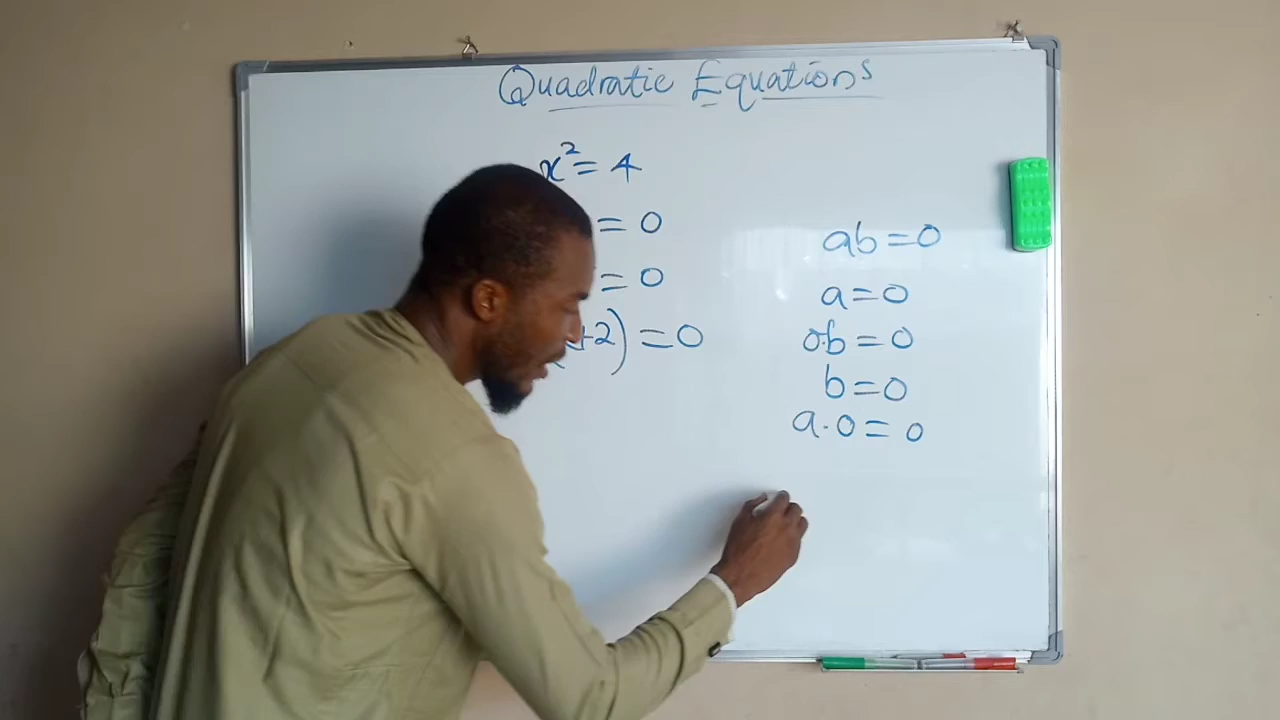 Quadratic Equations
x² = 4
= 0
= 0
+2) = 0
ab = 0
a = 0
0·b = 0
b = 0
a·0 = 0